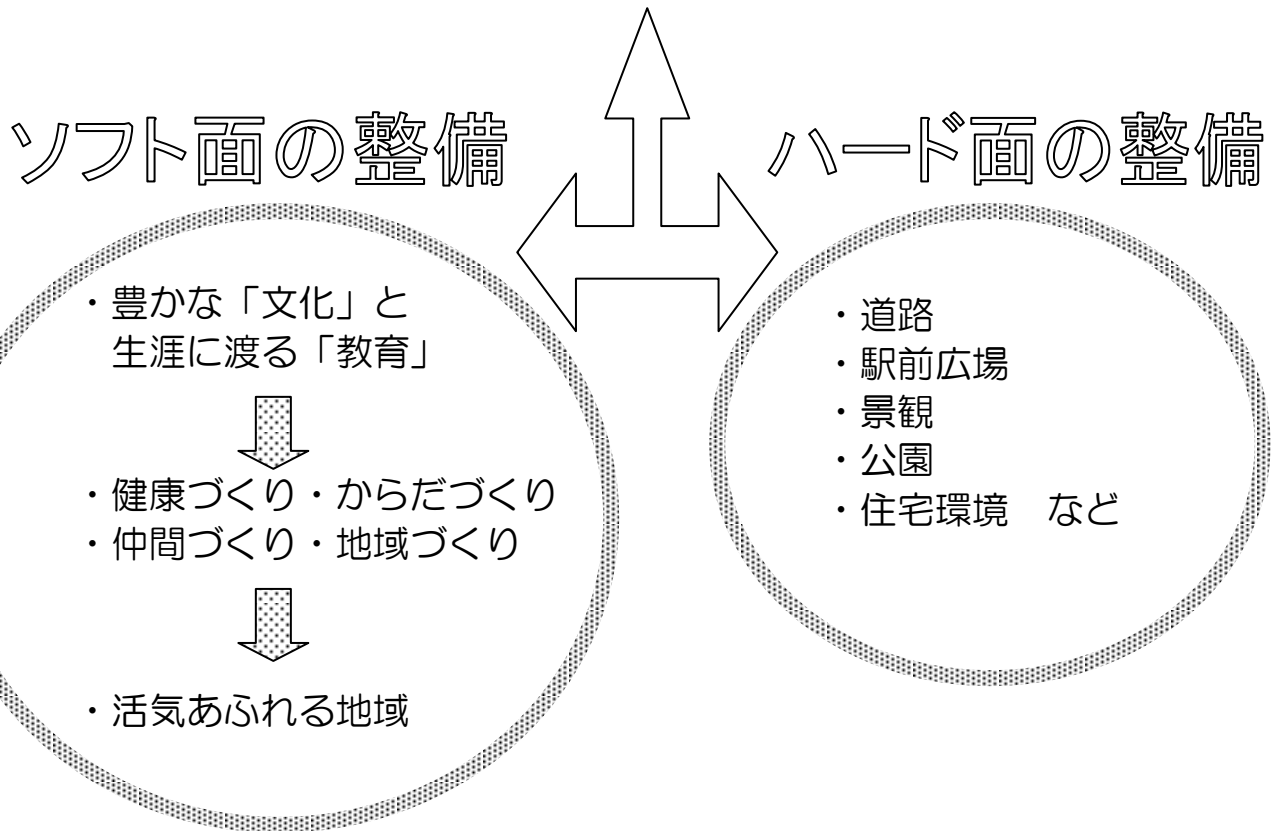 ソフト面の整備
・豊かな「文化」と
生涯に渡る「教育」
・健康づくり・からだづくり
・仲間づくり・地域づくり
・活気あふれる地域
ハード面の整備
・道路
・駅前広場
・景観
・公園
・住宅環境　など